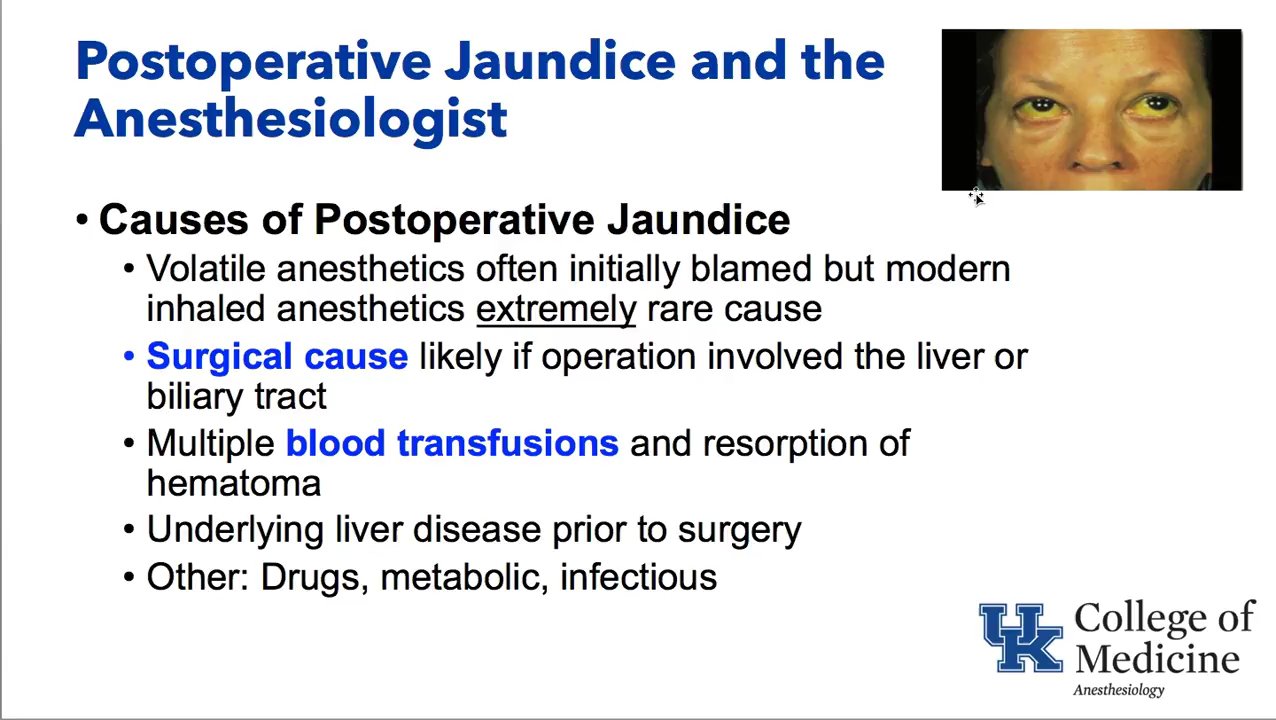 Postoperative Jaundice and the
Anesthesiologist
• Causes of Postoperative Jaundice
• Volatile anesthetics often initially blamed but modern
inhaled anesthetics extremely rare cause
• Surgical cause likely if operation involved the liver or
biliary tract
• Multiple blood transfusions and resorption of
hematoma
• Underlying liver disease prior to surgery
• Other: Drugs, metabolic, infectious
UK
College of
Medicine
Anesthesiology